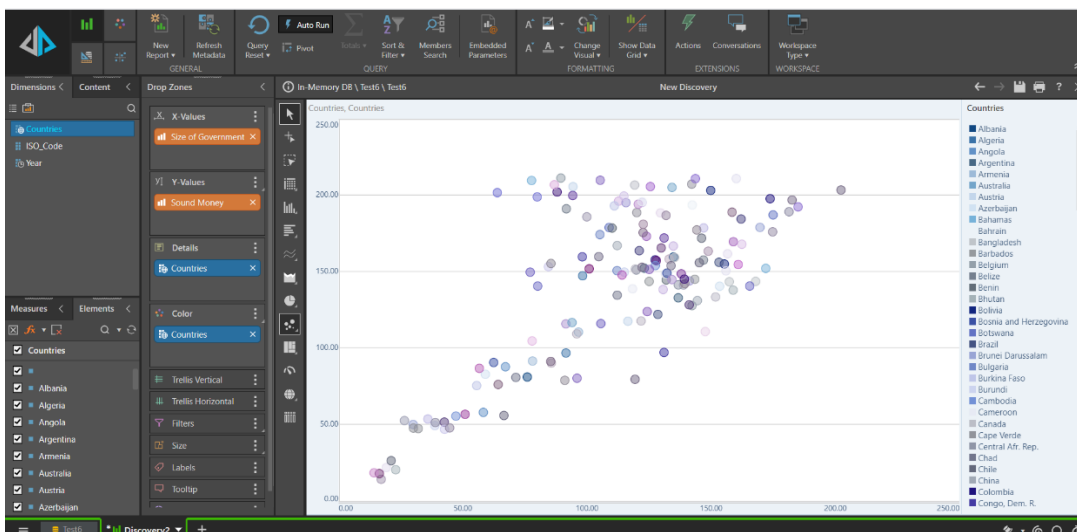 New
Report
Refresh
Metadata
GENERAL
Query
Reset
Auto Run
Pivot
Totals
Sort &
Filter
Members
Search
QUERY
Embedded
Parameters
A
A
A
Change
Visual
Show Data
Grid
FORMATTING
Actions
Conversations
EXTENSIONS
Workspace
Type
WORKSPACE
Dimensions
Content
Drop Zones
In-Memory DB \ Test6 \ Test6
New Discovery
?
Countries
ISO_Code
Year
X-Values
Size of Government
Y-Values
Sound Money
Details
Countries
Color
Countries
Trellis Vertical
Trellis Horizontal
Filters
Size
Labels
Tooltip
Measures
Elements
Countries
Albania
Algeria
Angola
Argentina
Armenia
Australia
Austria
Azerbaijan
Countries, Countries
250.00
200.00
150.00
100.00
50.00
0.00
0.00
50.00
100.00
150.00
200.00
250.00
Countries
Albania
Algeria
Angola
Argentina
Armenia
Australia
Austria
Azerbaijan
Bahamas
Bahrain
Bangladesh
Barbados
Belgium
Belize
Benin
Bhutan
Bolivia
Bosnia and Herzegovina
Botswana
Brazil
Brunei Darussalam
Bulgaria
Burkina Faso
Burundi
Cambodia
Cameroon
Canada
Cape Verde
Central Afr. Rep.
Chad
Chile
China
Colombia
Congo, Dem. R.
Test6
Discovery2